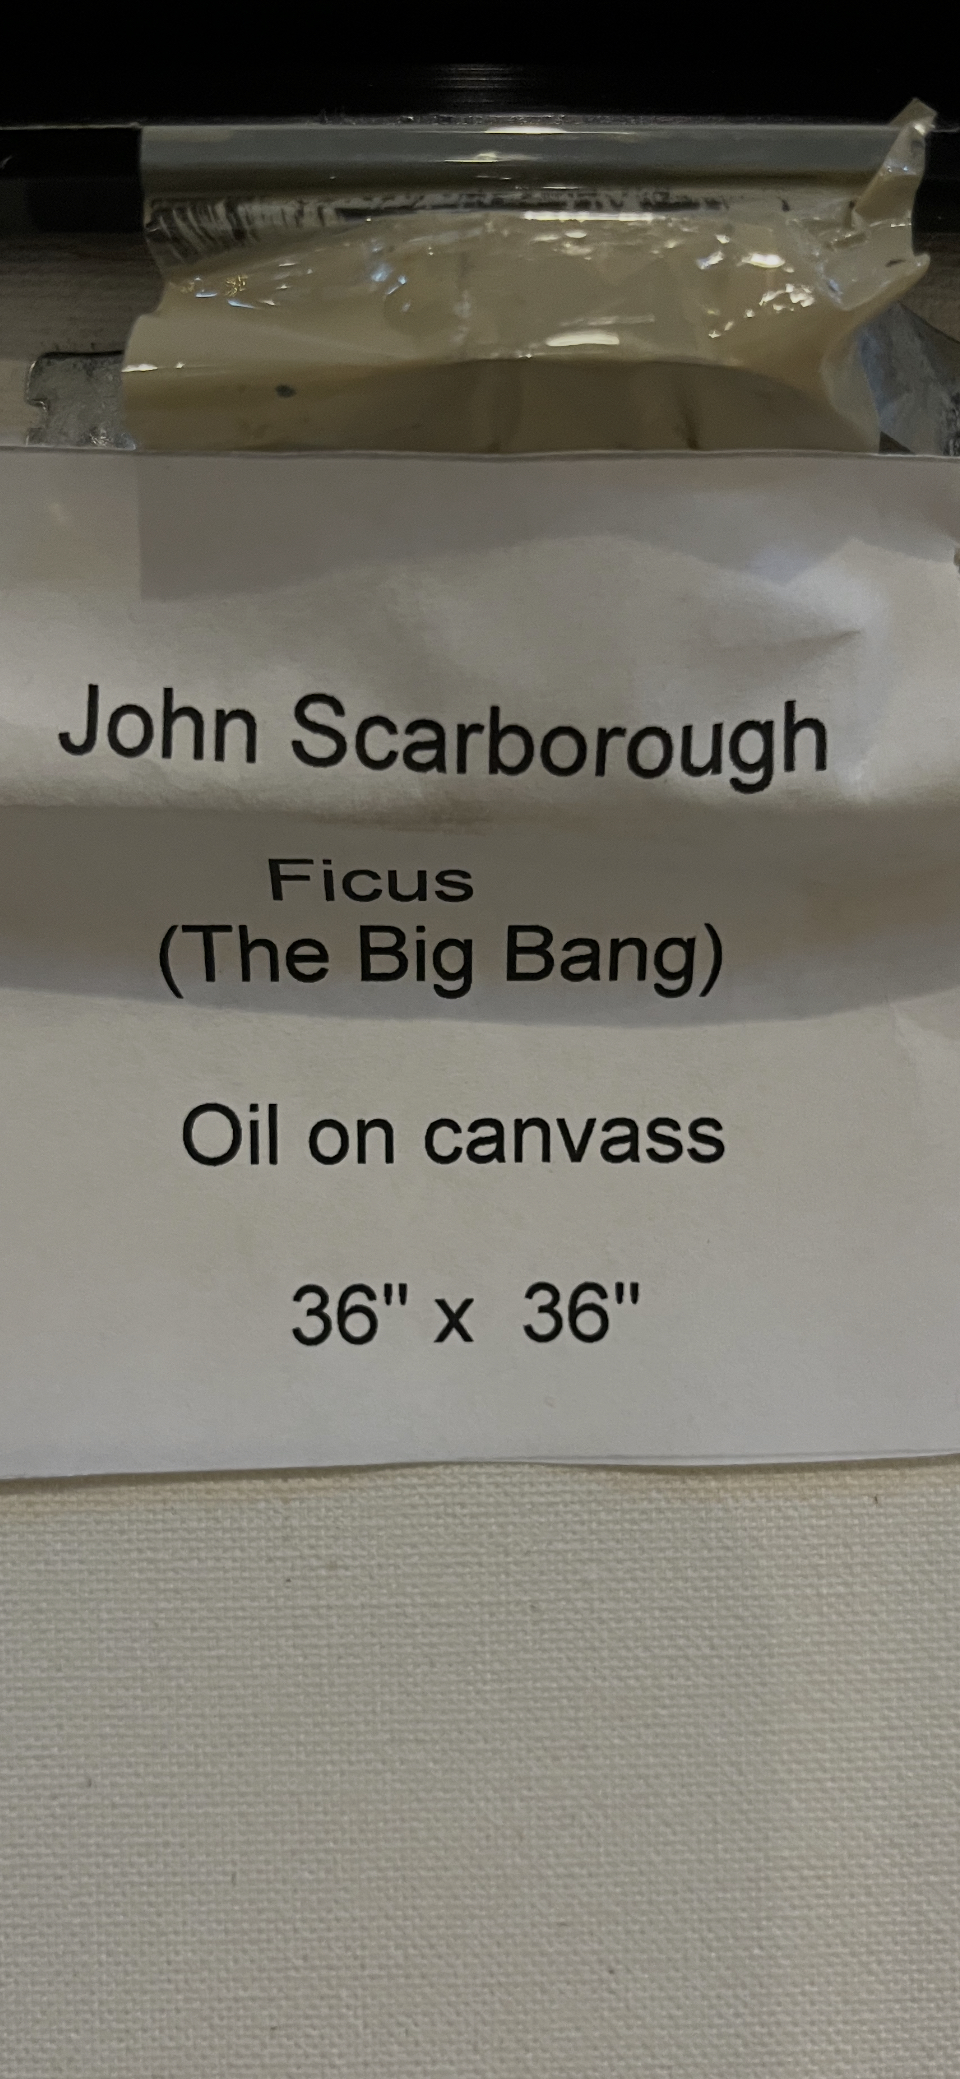 John Scarborough
Ficus
(The Big Bang)
Oil on canvass
36" x  36"